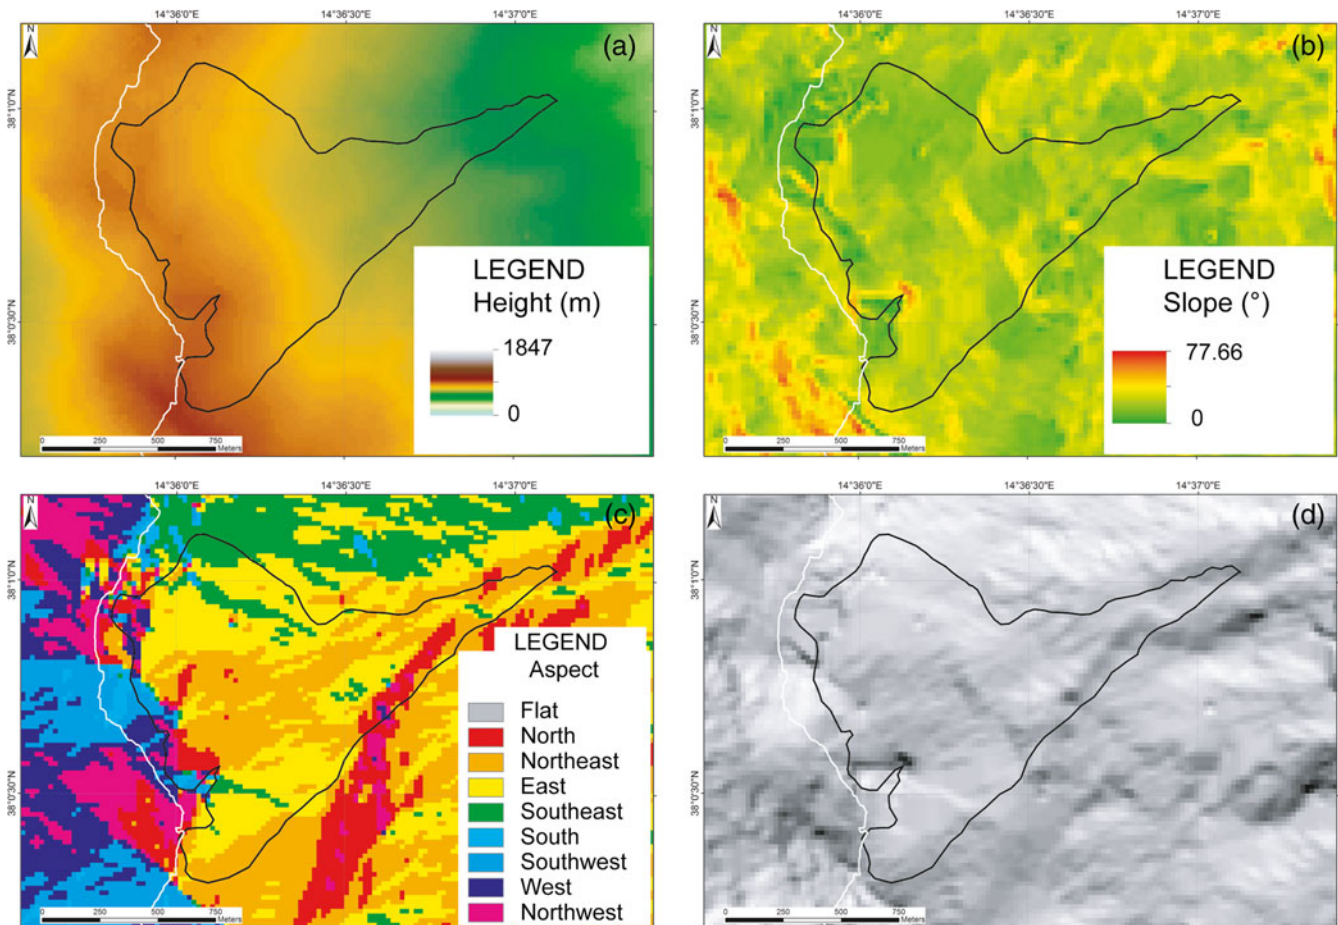 14°36'0"E 14°36'30"E 14°37'0"E
N
(a)
38°1'0"N
38°0'30"N
LEGEND
Height (m)
1847
0
0 250 500 750
Meters
14°36'0"E 14°36'30"E 14°37'0"E
N
(b)
38°1'0"N
38°0'30"N
LEGEND
Slope (°)
77.66
0
0 250 500 750
Meters
14°36'0"E 14°36'30"E 14°37'0"E
N
(c)
38°1'0"N
38°0'30"N
LEGEND
Aspect
Flat
North
Northeast
East
Southeast
South
Southwest
West
Northwest
0 250 500 750
Meters
14°36'0"E 14°36'30"E 14°37'0"E
N
(d)
38°1'0"N
38°0'30"N
0 250 500 750
Meters